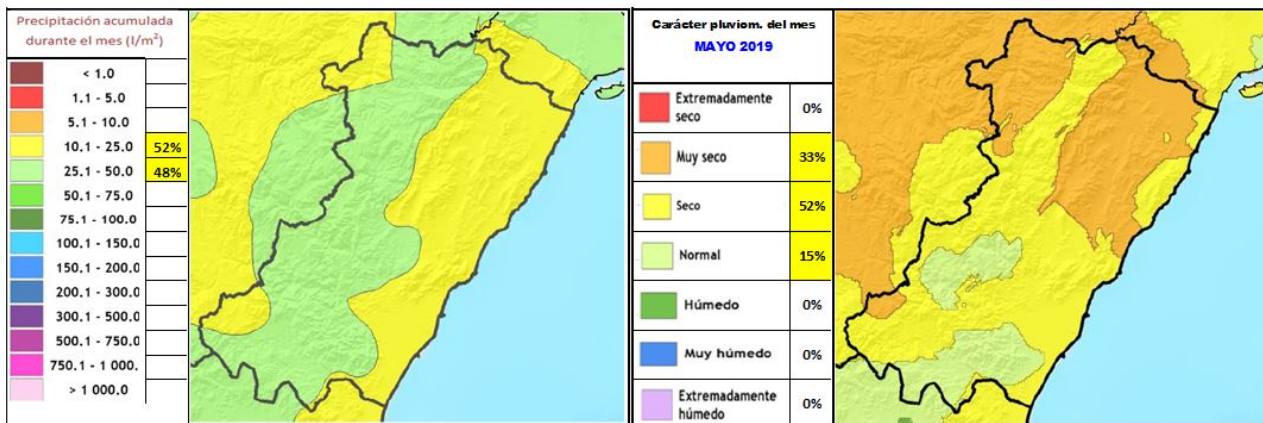 Precipitación acumulada
durante el mes (l/m²)
< 1.0
1.1 - 5.0
5.1 - 10.0
10.1 - 25.0 52%
25.1 - 50.0 48%
50.1 - 75.0
75.1 - 100.0
100.1 - 150.0
150.1 - 200.0
200.1 - 300.0
300.1 - 500.0
500.1 - 750.0
750.1 - 1 000.
> 1 000.0
Carácter pluviom. del mes
MAYO 2019
Extremadamente
seco 0%
Muy seco 33%
Seco 52%
Normal 15%
Húmedo 0%
Muy húmedo 0%
Extremadamente
húmedo 0%